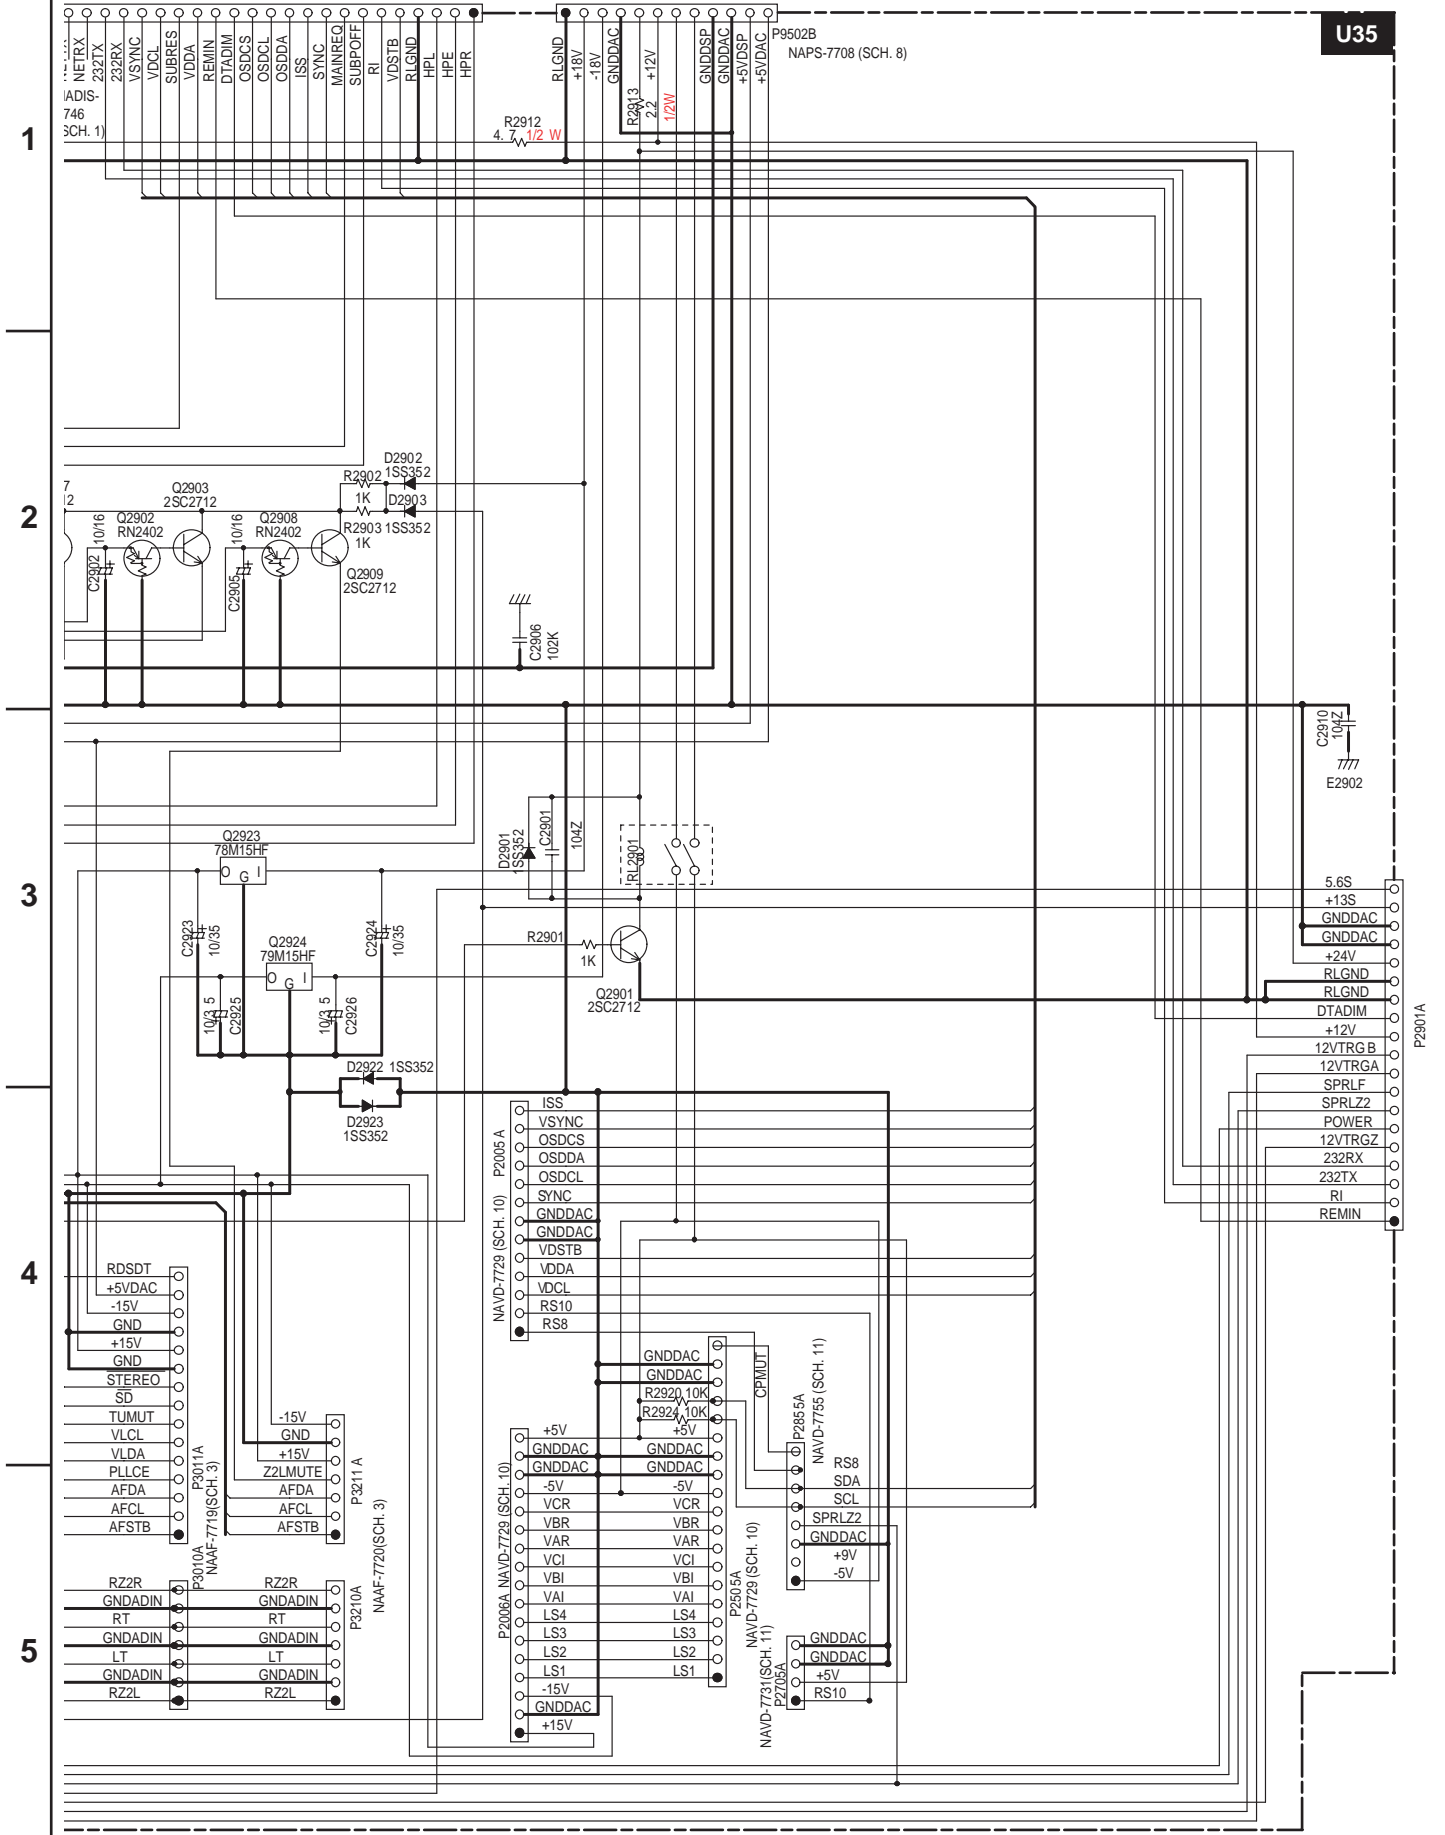 NETRX
232TX
232RX
VSYNC
VDCL
SUBRES
VDDA
REMIN
DTADIM
OSDCS
OSDCL
OSDDA
ISS
SYNC
MAINREQ
SUBPOFF
RI
VDSTB
RLGND
HPL
HPE
HPR
RLGND
+18V
-18V
GNDDAC
+12V
GNDDSP
GNDDAC
+5VDSP
+5VDAC
P9502B
NAPS-7708 (SCH. 8)
U35
ADIS-
746
SCH. 1)
R2913
2.2
1/2W
R2912
4. 7 1/2 W
1
2
3
4
5
D2902
1SS352
R2902
1K
D2903
1SS352
R2903
1K
7
12
Q2903
2SC2712
Q2902
RN2402
10/16
C2902
Q2908
RN2402
10/16
C2905
Q2909
2SC2712
C2906
102K
C2910
104Z
E2902
Q2923
78M15HF
O G I
D2901
1SS352
C2901
104Z
RL2901
C2923
10/35
C2924
10/35
Q2924
79M15HF
O G I
R2901
1K
Q2901
2SC2712
10/3 5
C2925
10/3 5
C2926
D2922 1SS352
D2923
1SS352
5.6S
+13S
GNDDAC
GNDDAC
+24V
RLGND
RLGND
DTADIM
+12V
12VTRG B
12VTRGA
SPRLF
SPRLZ2
POWER
12VTRGZ
232RX
232TX
RI
REMIN
P2901A
ISS
VSYNC
OSDCS
OSDDA
OSDCL
SYNC
GNDDAC
GNDDAC
VDSTB
VDDA
VDCL
RS10
RS8
P2005 A
NAVD-7729 (SCH. 10)
RDSDT
+5VDAC
-15V
GND
+15V
GND
STEREO
SD
TUMUT
VLCL
VLDA
PLLCE
AFDA
AFCL
AFSTB
P3011A
NAAF-7719(SCH. 3)
P3010A
-15V
GND
+15V
Z2LMUTE
AFDA
AFCL
AFSTB
P3211 A
NAAF-7720(SCH. 3)
P3210A
RZ2R
GNDADIN
RT
GNDADIN
LT
GNDADIN
RZ2L
RZ2R
GNDADIN
RT
GNDADIN
LT
GNDADIN
RZ2L
+5V
GNDDAC
GNDDAC
-5V
VCR
VBR
VAR
VCI
VBI
VAI
LS4
LS3
LS2
LS1
-15V
GNDDAC
+15V
P2006A NAVD-7729 (SCH. 10)
GNDDAC
GNDDAC
R2920 10K
R2924 10K
+5V
GNDDAC
GNDDAC
-5V
VCR
VBR
VAR
VCI
VBI
VAI
LS4
LS3
LS2
LS1
P250 5A
NAVD-7729 (SCH. 10)
CPMUT
P285 5A
NAVD-7755 (SCH. 11)
RS8
SDA
SCL
SPRLZ2
GNDDAC
+9V
-5V
GNDDAC
GNDDAC
+5V
RS10
NAVD-7731(SCH. 11)
P2705A